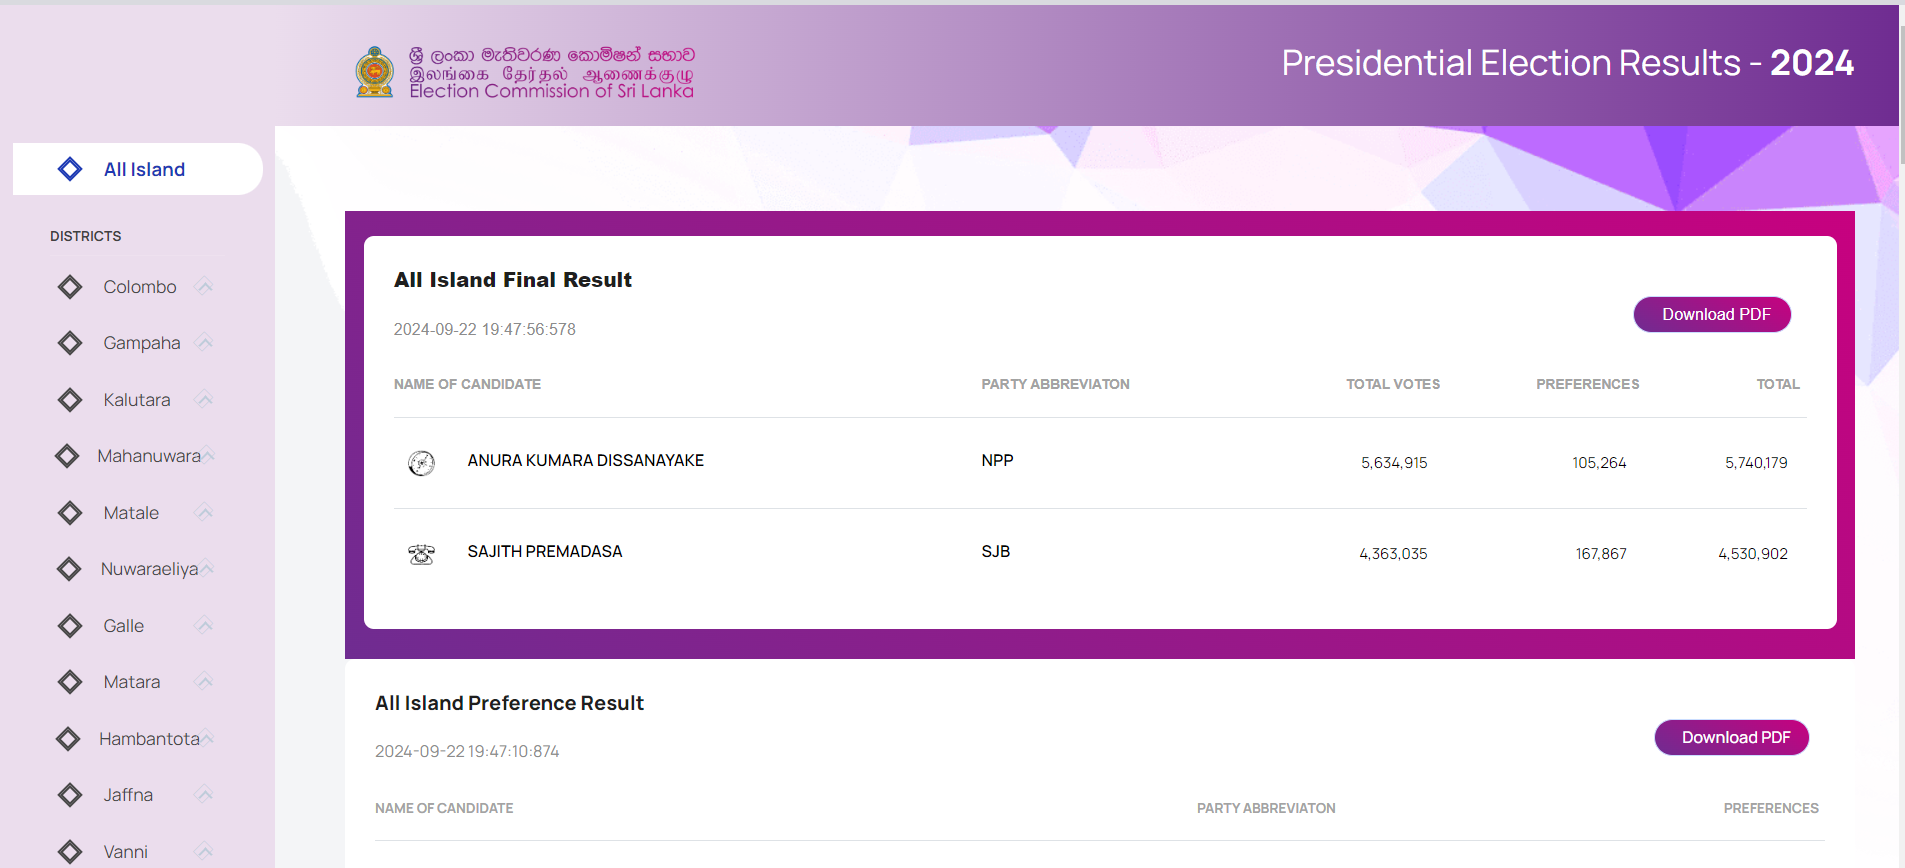 ශ්‍රී ලංකා මැතිවරණ කොමිෂන් සභාව
இலங்கை தேர்தல் ஆணைக்குழு
Election Commission of Sri Lanka
Presidential Election Results - 2024
All Island
DISTRICTS
Colombo
Gampaha
Kalutara
Mahanuwara
Matale
Nuwaraeliya
Galle
Matara
Hambantota
Jaffna
Vanni
All Island Final Result
2024-09-22 19:47:56:578
Download PDF
NAME OF CANDIDATE PARTY ABBREVIATON TOTAL VOTES PREFERENCES TOTAL
ANURA KUMARA DISSANAYAKE NPP 5,634,915 105,264 5,740,179
SAJITH PREMADASA SJB 4,363,035 167,867 4,530,902
All Island Preference Result
2024-09-22 19:47:10:874
Download PDF
NAME OF CANDIDATE PARTY ABBREVIATON PREFERENCES